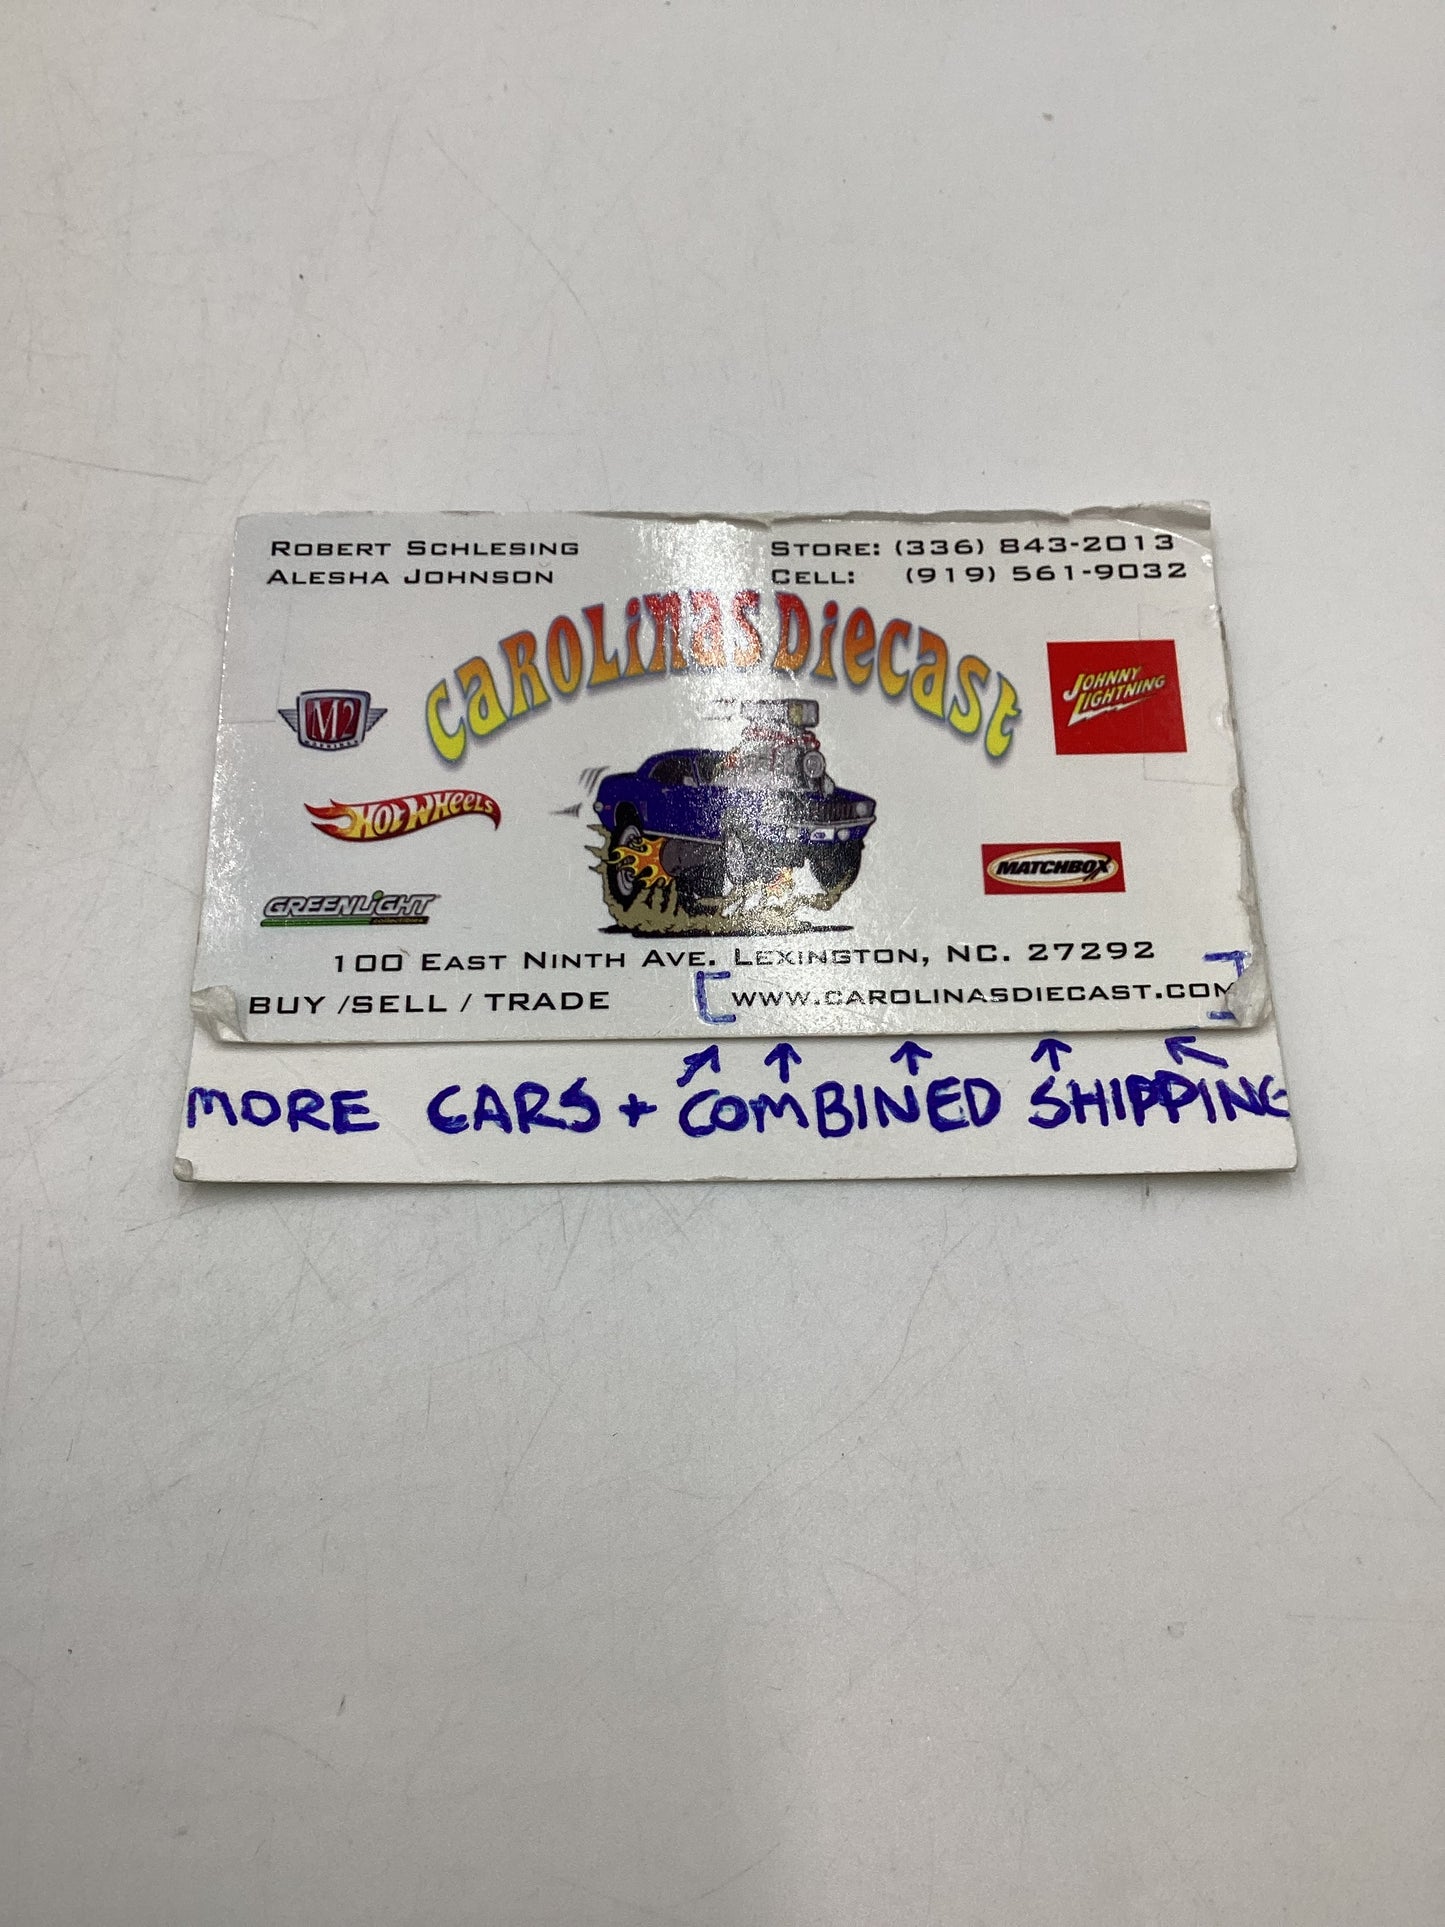 ROBERT SCHLESING
ALESHA JOHNSON
STORE: (336) 843-2013
CELL: (919) 561-9032
CAROLINAS DIECAST
M2
MACHINES
JOHNNY
LIGHTNING
HOT WHEELS
MATCHBOX
GREENLIGHT
collectibles
100 EAST NINTH AVE. LEXINGTON, NC. 27292
BUY /SELL / TRADE
[WWW.CAROLINASDIECAST.COM]
↗ ↑ ↑ ↑ ↖
MORE CARS + COMBINED SHIPPING